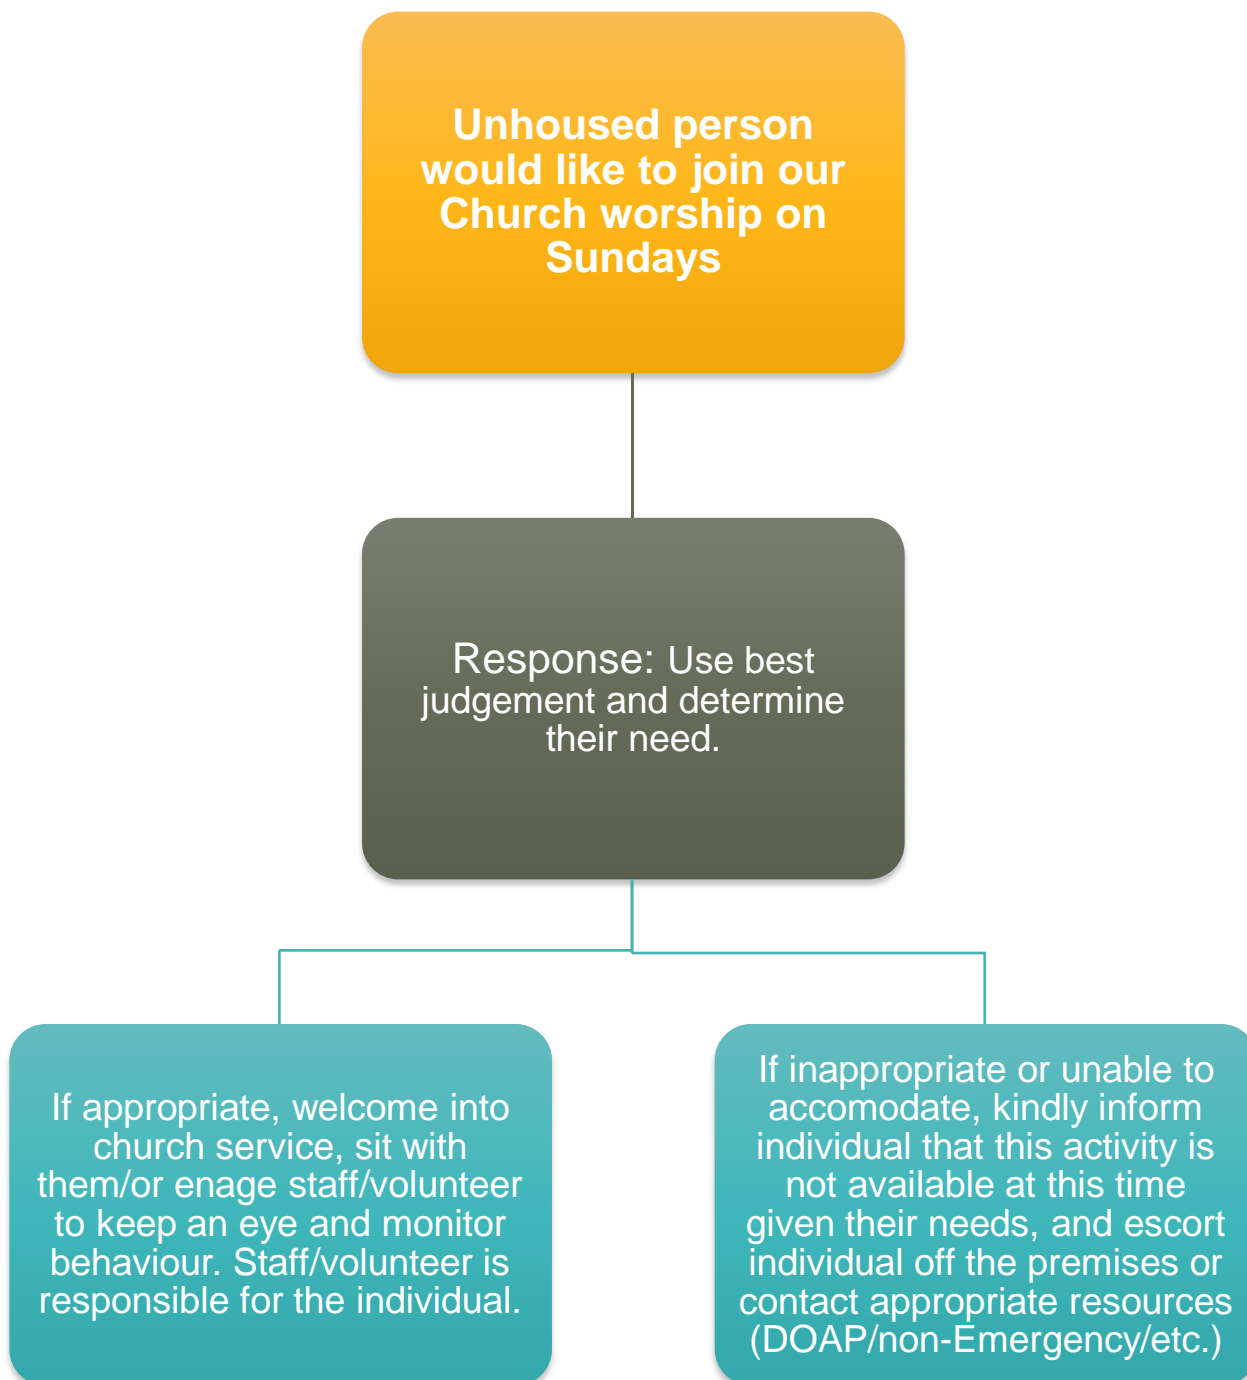 Unhoused person
would like to join our
Church worship on
Sundays
Response: Use best
judgement and determine
their need.
If appropriate, welcome into
church service, sit with
them/or enage staff/volunteer
to keep an eye and monitor
behaviour. Staff/volunteer is
responsible for the individual.
If inappropriate or unable to
accomodate, kindly inform
individual that this activity is
not available at this time
given their needs, and escort
individual off the premises or
contact appropriate resources
(DOAP/non-Emergency/etc.)